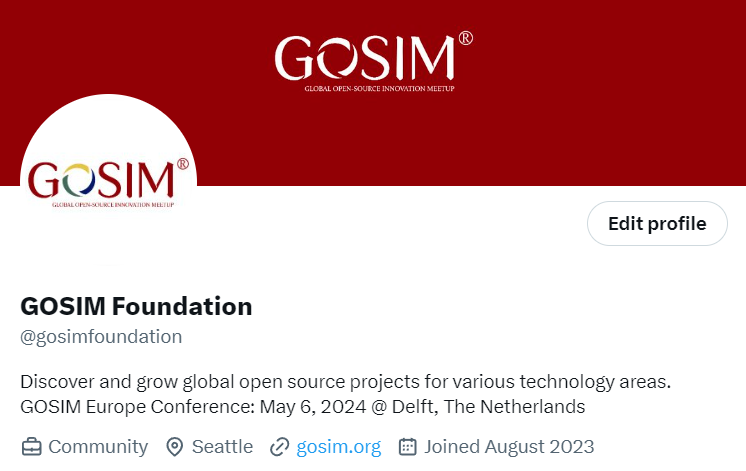 GOSIM®
GLOBAL OPEN-SOURCE INNOVATION MEETUP
GOSIM®
GLOBAL OPEN-SOURCE INNOVATION MEETUP
Edit profile
GOSIM Foundation
@gosimfoundation
Discover and grow global open source projects for various technology areas.
GOSIM Europe Conference: May 6, 2024 @ Delft, The Netherlands
Community Seattle gosim.org Joined August 2023